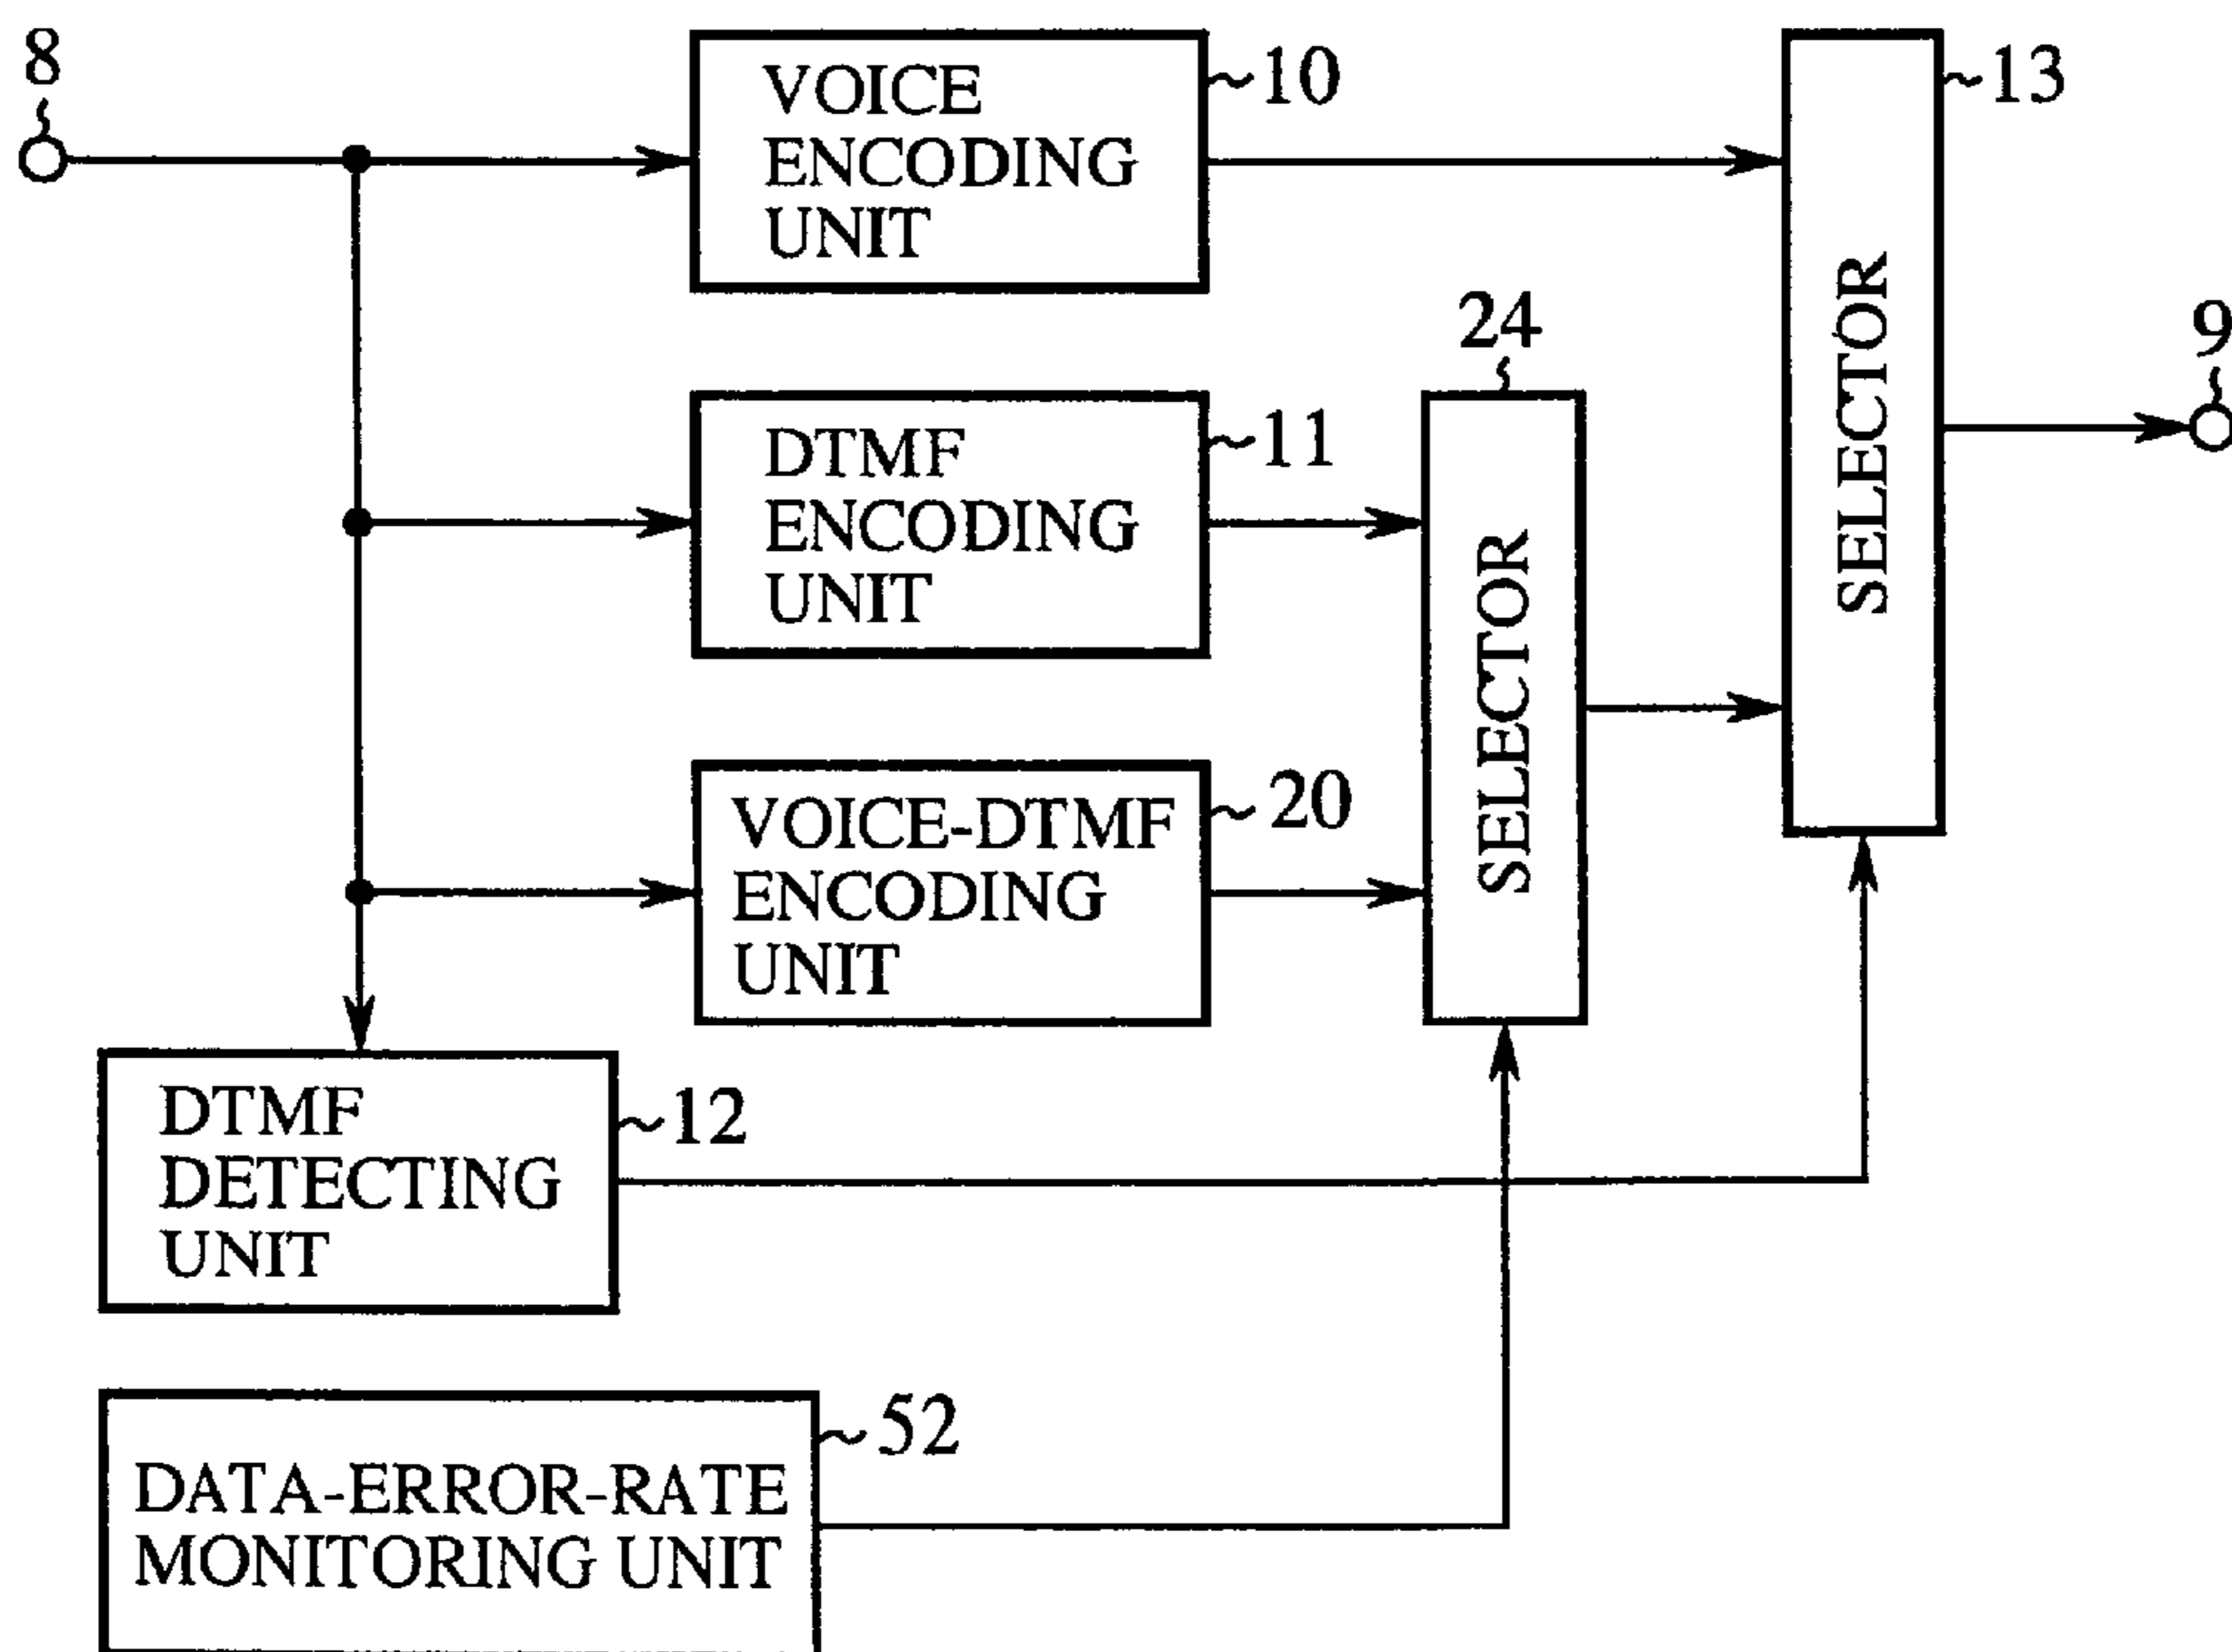 8
VOICE
ENCODING
UNIT
10
13
SELECTOR
9
24
DTMF
ENCODING
UNIT
11
SELECTOR
VOICE-DTMF
ENCODING
UNIT
20
DTMF
DETECTING
UNIT
12
DATA-ERROR-RATE
MONITORING UNIT
52